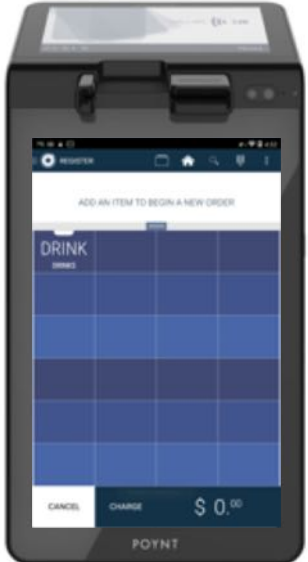 REGISTER
ADD AN ITEM TO BEGIN A NEW ORDER
DRINK
DRINKS
CANCEL
CHARGE
$ 0.00
POYNT